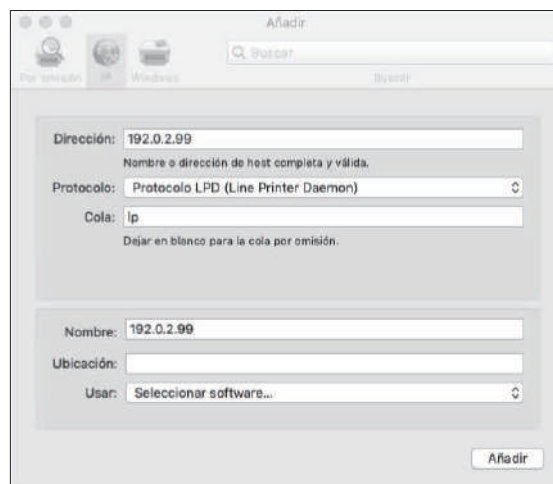 Añadir
Buscar
Por omisión IP Windows Buscar
Dirección: 192.0.2.99
Nombre o dirección de host completa y válida.
Protocolo: Protocolo LPD (Line Printer Daemon)
Cola: lp
Dejar en blanco para la cola por omisión.
Nombre: 192.0.2.99
Ubicación:
Usar: Seleccionar software...
Añadir